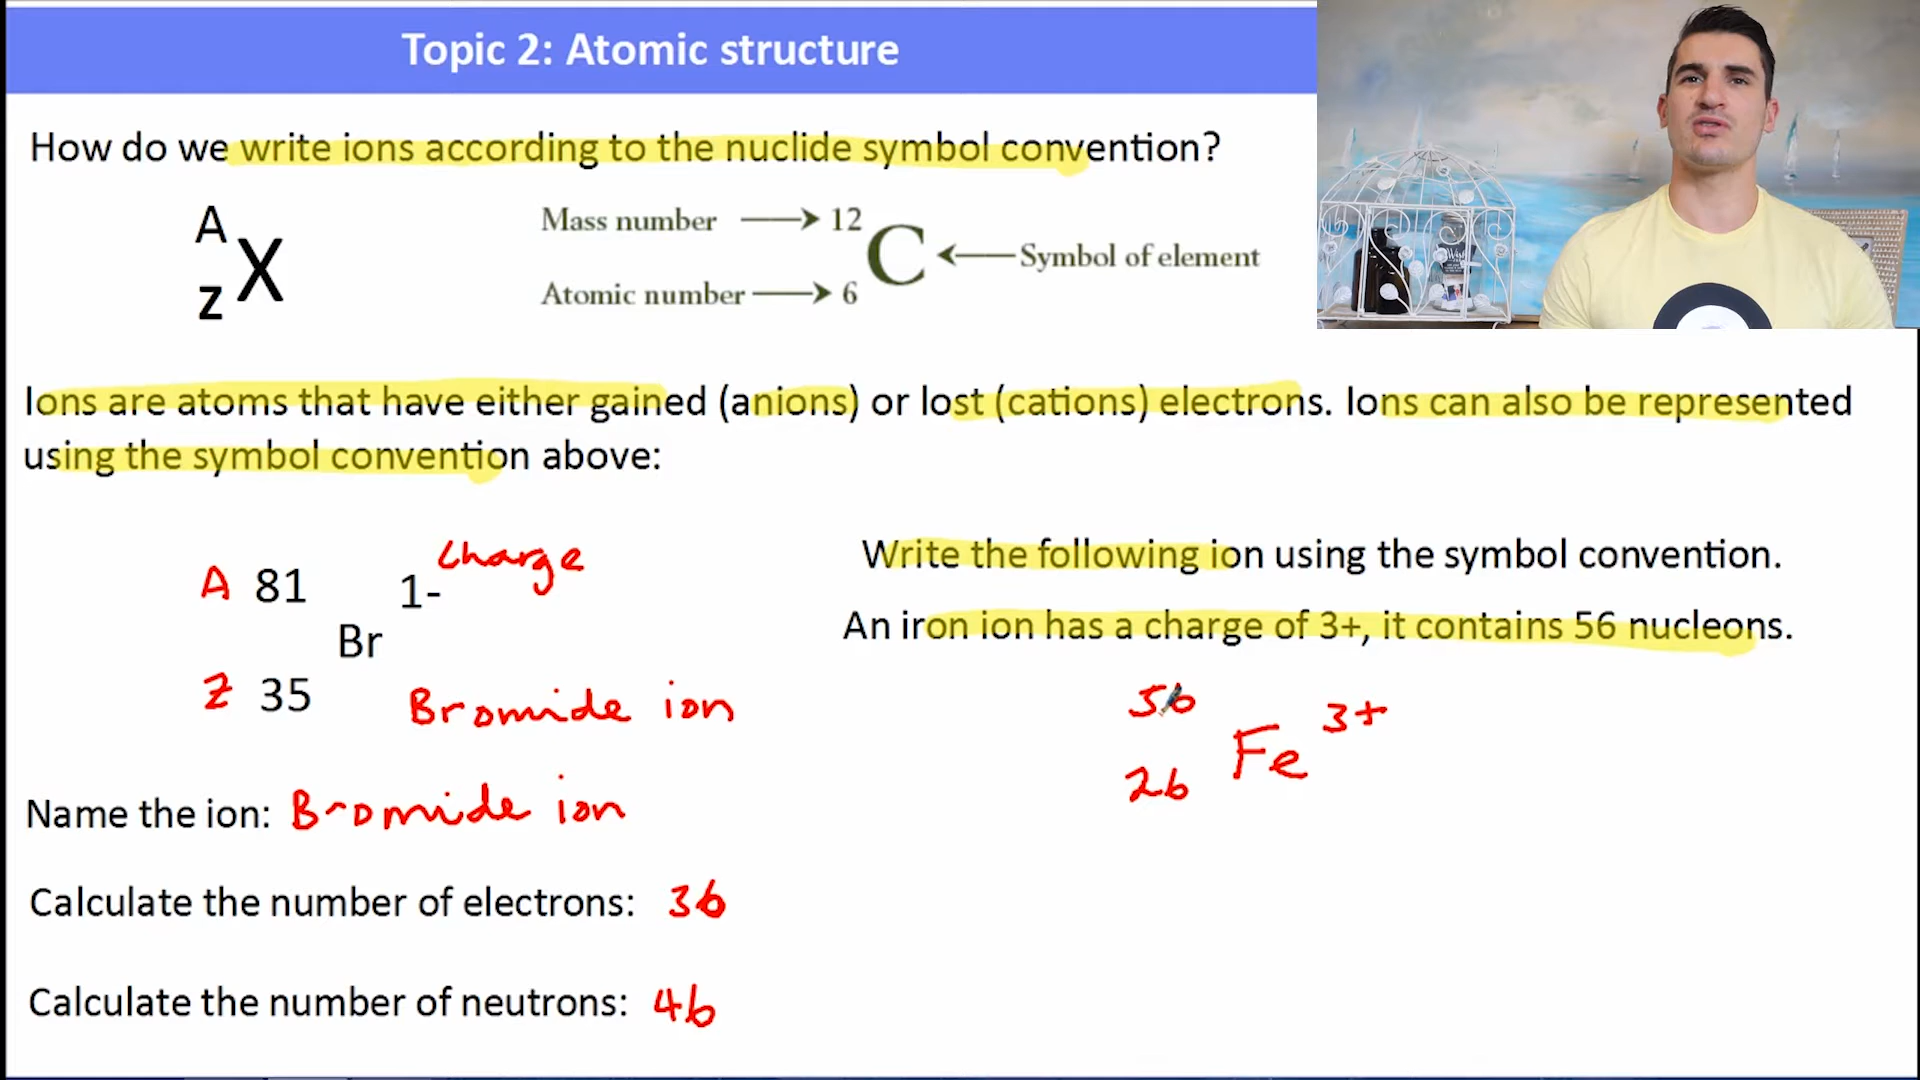 Topic 2: Atomic structure
How do we write ions according to the nuclide symbol convention?
A
X
Z
Mass number 12
C Symbol of element
Atomic number 6
Ions are atoms that have either gained (anions) or lost (cations) electrons. Ions can also be represented
using the symbol convention above:
A 81 1- Charge
Br
Z 35 Bromide ion
Write the following ion using the symbol convention.
An iron ion has a charge of 3+, it contains 56 nucleons.
56 3+
Fe
26
Name the ion: Bromide ion
Calculate the number of electrons: 36
Calculate the number of neutrons: 46